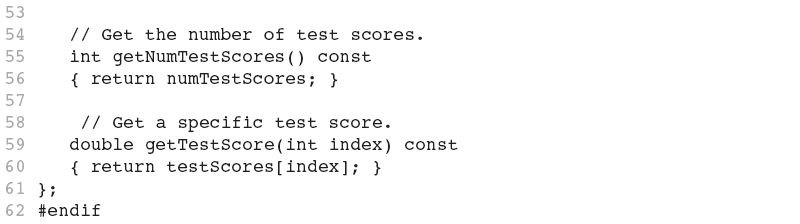 53
54    // Get the number of test scores.
55    int getNumTestScores() const
56    { return numTestScores; }
57
58     // Get a specific test score.
59    double getTestScore(int index) const
60    { return testScores[index]; }
61 };
62 #endif